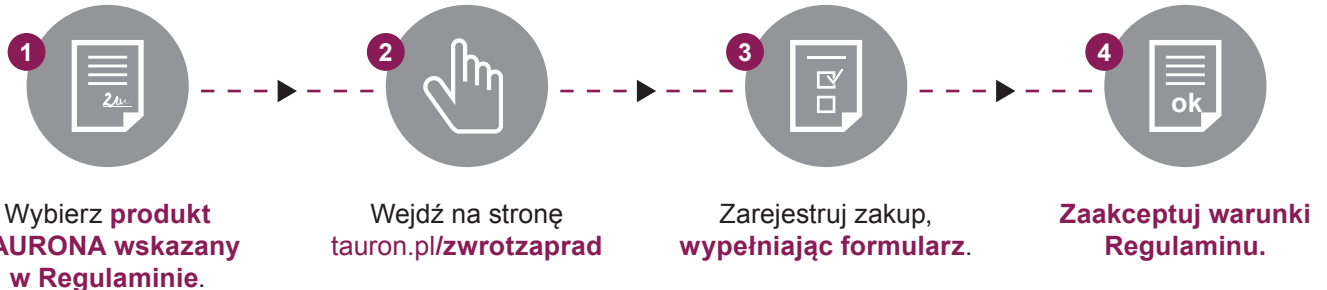 1
2
3
4
ok
Wybierz produkt
AURONA wskazany
w Regulaminie.
Wejdź na stronę
tauron.pl/zwrotzaprad
Zarejestruj zakup,
wypełniając formularz.
Zaakceptuj warunki
Regulaminu.